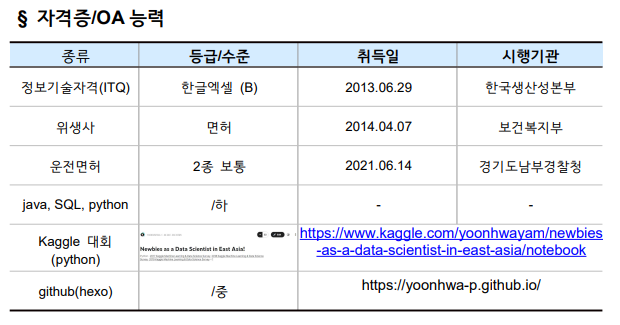 § 자격증/OA 능력
종류 등급/수준 취득일 시행기관
정보기술자격(ITQ) 한글엑셀 (B) 2013.06.29 한국생산성본부
위생사 면허 2014.04.07 보건복지부
운전면허 2종 보통 2021.06.14 경기도남부경찰청
java, SQL, python /하 - -
Kaggle 대회
(python)
Newbies as a Data Scientist in East Asia!
https://www.kaggle.com/yoonhwayam/newbies
-as-a-data-scientist-in-east-asia/notebook
github(hexo) /중 https://yoonhwa-p.github.io/